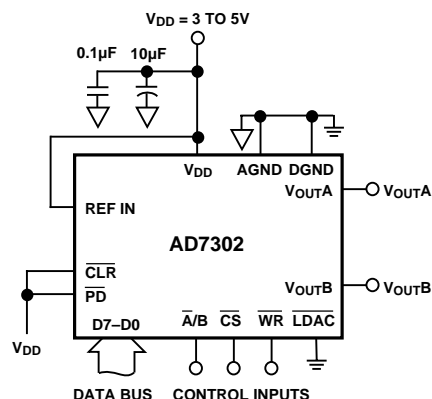 VDD = 3 TO 5V
0.1µF 10µF
VDD AGND DGND
VOUTA VOUTA
REF IN
AD7302
CLR
PD
VOUTB VOUTB
D7–D0 A/B CS WR LDAC
VDD
DATA BUS CONTROL INPUTS